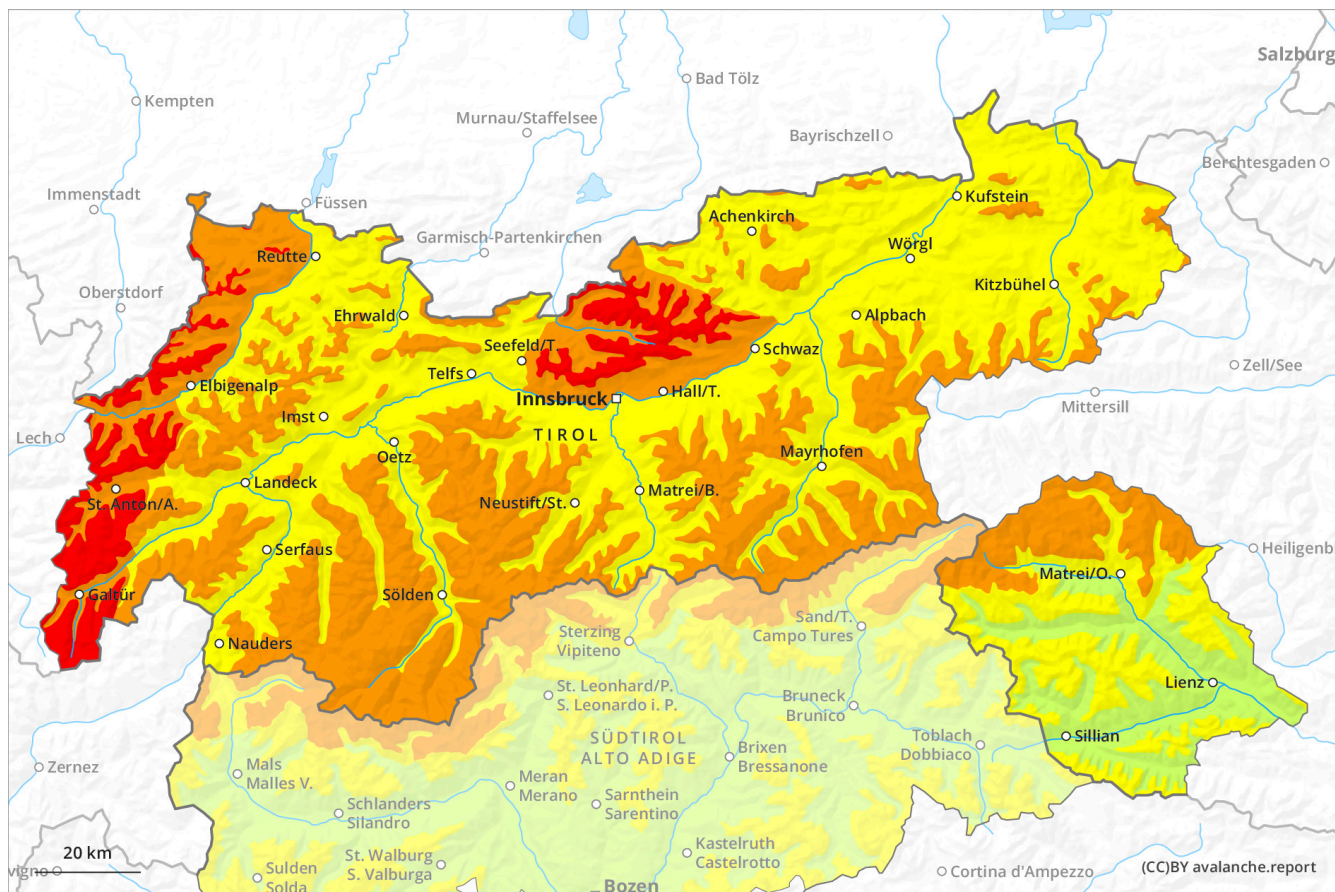 Salzburg
Bad Tölz
Kempten
Murnau/Staffelsee
Bayrischzell
Berchtesgaden
Immenstadt
Füssen
Kufstein
Achenkirch
Garmisch-Partenkirchen
Wörgl
Reutte
Kitzbühel
Oberstdorf
Ehrwald
Alpbach
Seefeld/T.
Schwaz
Zell/See
Telfs
Elbigenalp
Hall/T.
Innsbruck
Mittersill
Imst
TIROL
Lech
Oetz
Mayrhofen
Landeck
Matrei/B.
St. Anton/A.
Neustift/St.
Serfaus
Heiligenb
Matrei/O.
Galtür
Sölden
Sand/T.
Campo Tures
Sterzing
Vipiteno
Nauders
Lienz
St. Leonhard/P.
S. Leonardo i. P.
Bruneck
Brunico
SÜDTIROL
ALTO ADIGE
Sillian
Toblach
Dobbiaco
Brixen
Bressanone
Zernez
Mals
Malles V.
Meran
Merano
Sarnthein
Sarentino
Schlanders
Silandro
20 km
Kastelruth
Castelrotto
St. Walburg
S. Valburga
vigno
(CC)BY avalanche.report
Cortina d'Ampezzo
Sulden
Solda
Bozen